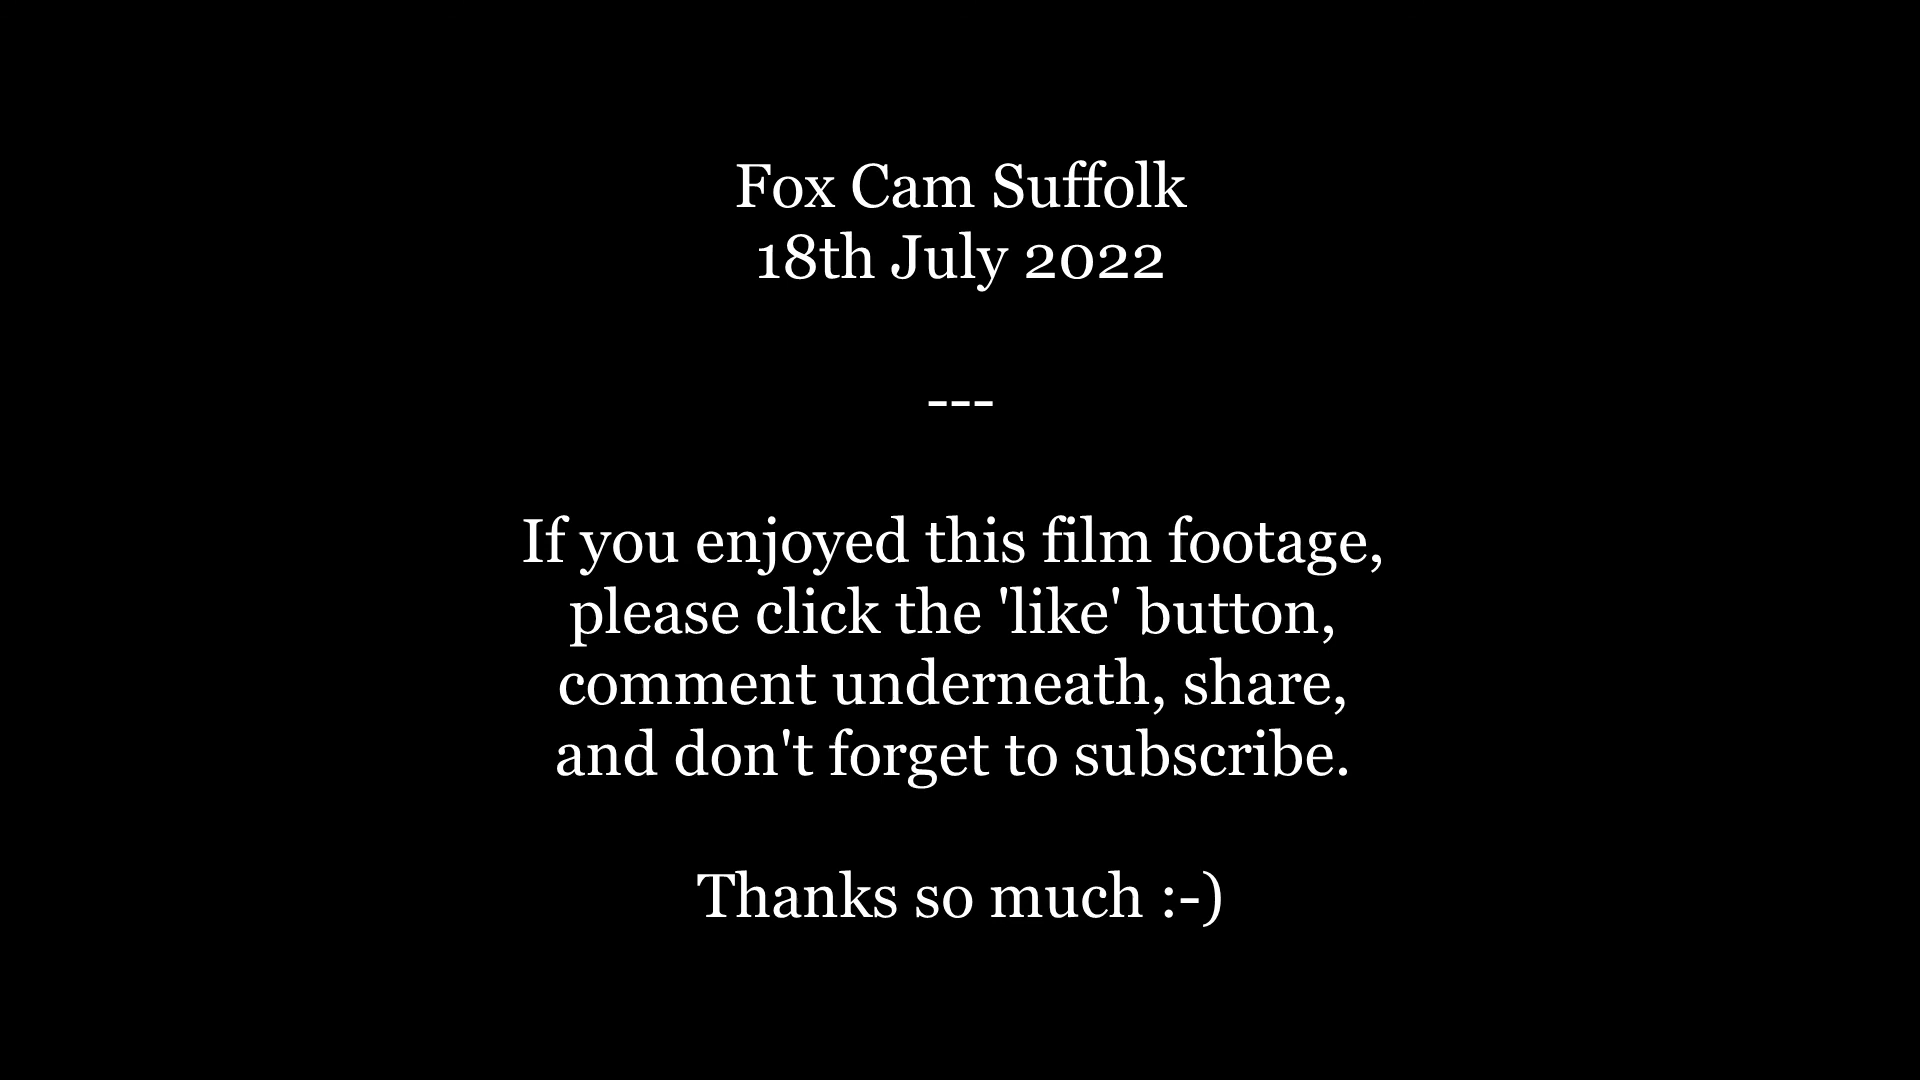 Fox Cam Suffolk
18th July 2022
---
If you enjoyed this film footage,
please click the 'like' button,
comment underneath, share,
and don't forget to subscribe.
Thanks so much :-)